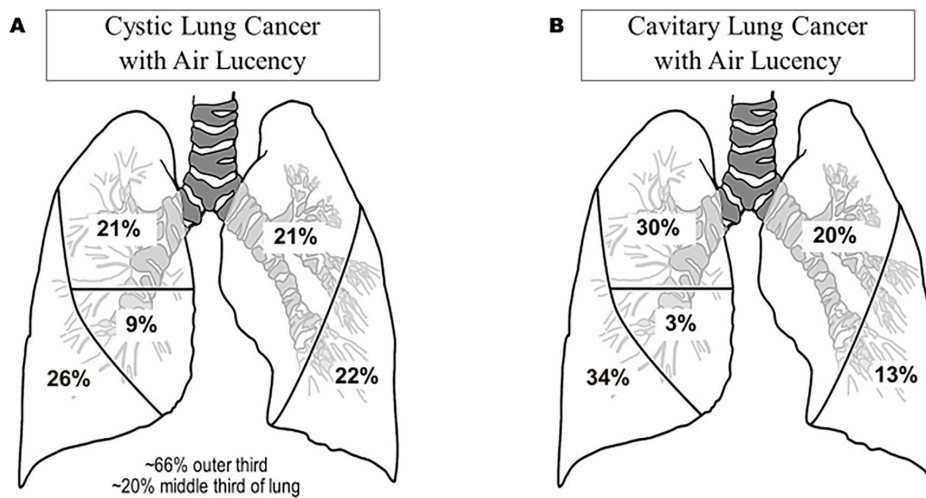 A
Cystic Lung Cancer
with Air Lucency
21%
21%
9%
26%
22%
~66% outer third
~20% middle third of lung
B
Cavitary Lung Cancer
with Air Lucency
30%
20%
3%
34%
13%